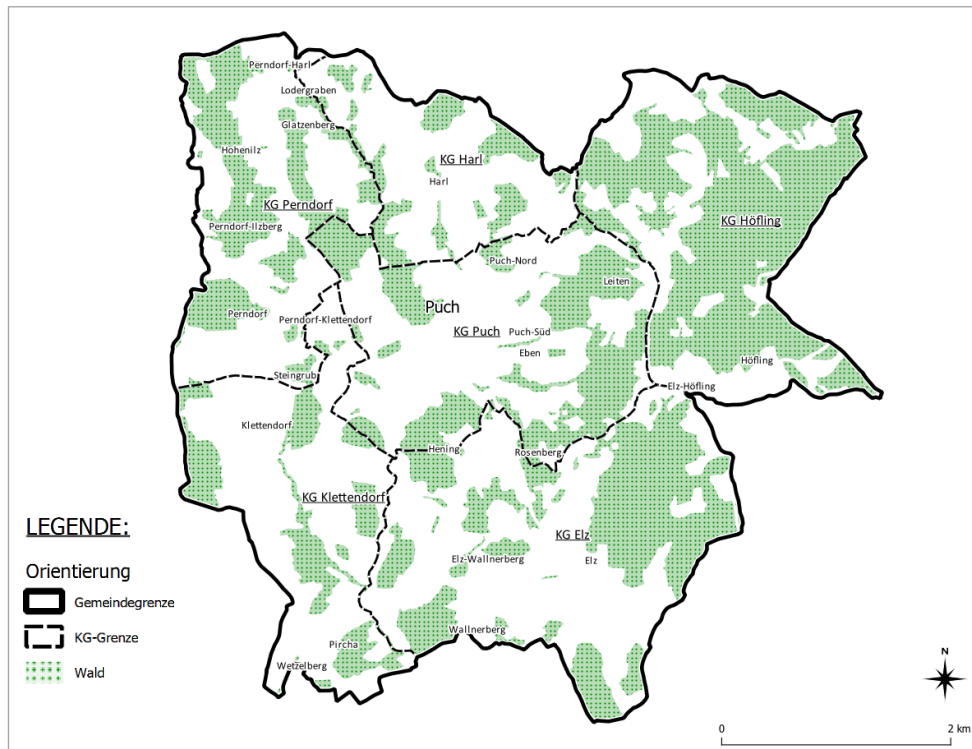 Perndorf-Harl
Lodergraben
Glatzenberg
Hohenilz
KG Harl
Harl
KG Perndorf
KG Höfling
Perndorf-Ilzberg
Puch-Nord
Leiten
Puch
Perndorf
Perndorf-Klettendorf
KG Puch
Puch-Süd
Eben
Höfling
Steingrub
Elz-Höfling
Klettendorf
Hening
Rosenberg
KG Klettendorf
KG Elz
Elz-Wallnerberg
Elz
Wallnerberg
Pircha
Wetzelberg
LEGENDE:
Orientierung
Gemeindegrenze
KG-Grenze
Wald
N
0
2 km